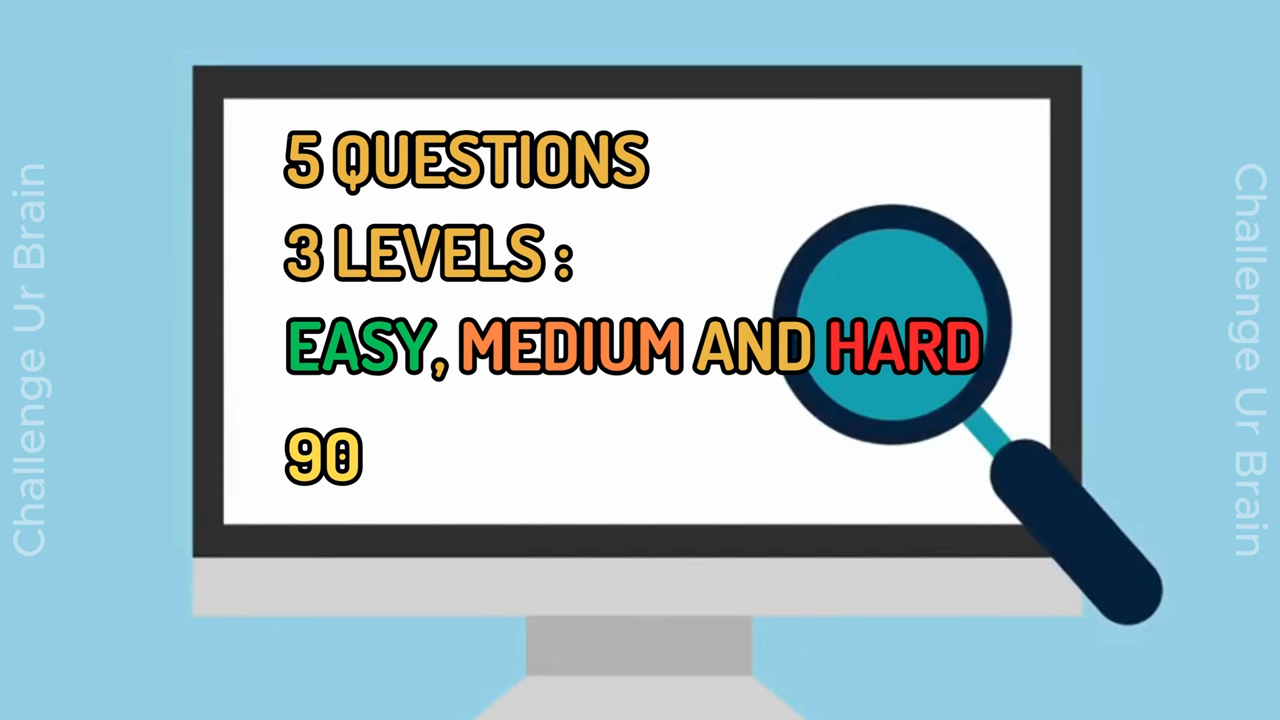 5 QUESTIONS
3 LEVELS :
EASY, MEDIUM AND HARD
90
Challenge Ur Brain
Challenge Ur Brain